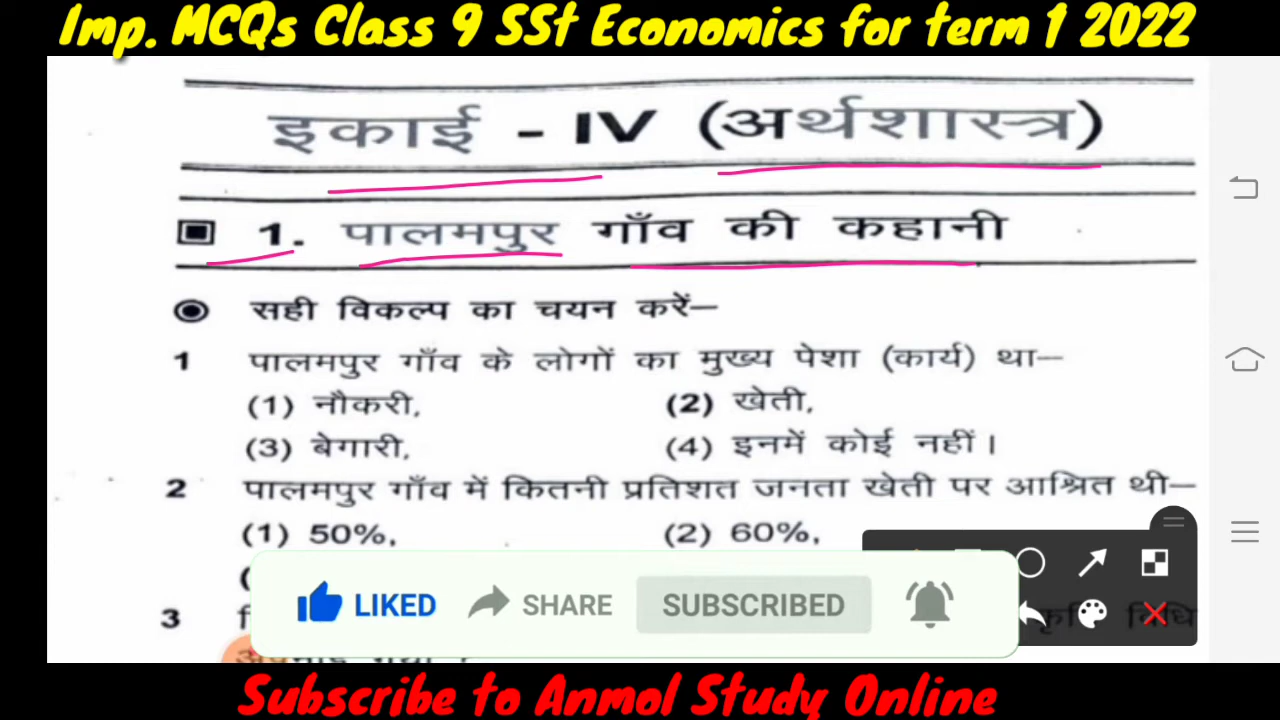 Imp. MCQs Class 9 SSt Economics for term 1 2022
इकाई - IV (अर्थशास्त्र)
1. पालमपुर गाँव की कहानी
सही विकल्प का चयन करें—
1 पालमपुर गाँव के लोगों का मुख्य पेशा (कार्य) था—
(1) नौकरी, (2) खेती,
(3) बेगारी, (4) इनमें कोई नहीं।
2 पालमपुर गाँव में कितनी प्रतिशत जनता खेती पर आश्रित थी—
(1) 50%, (2) 60%,
LIKED SHARE SUBSCRIBED
3 कृषि विधि
Subscribe to Anmol Study Online